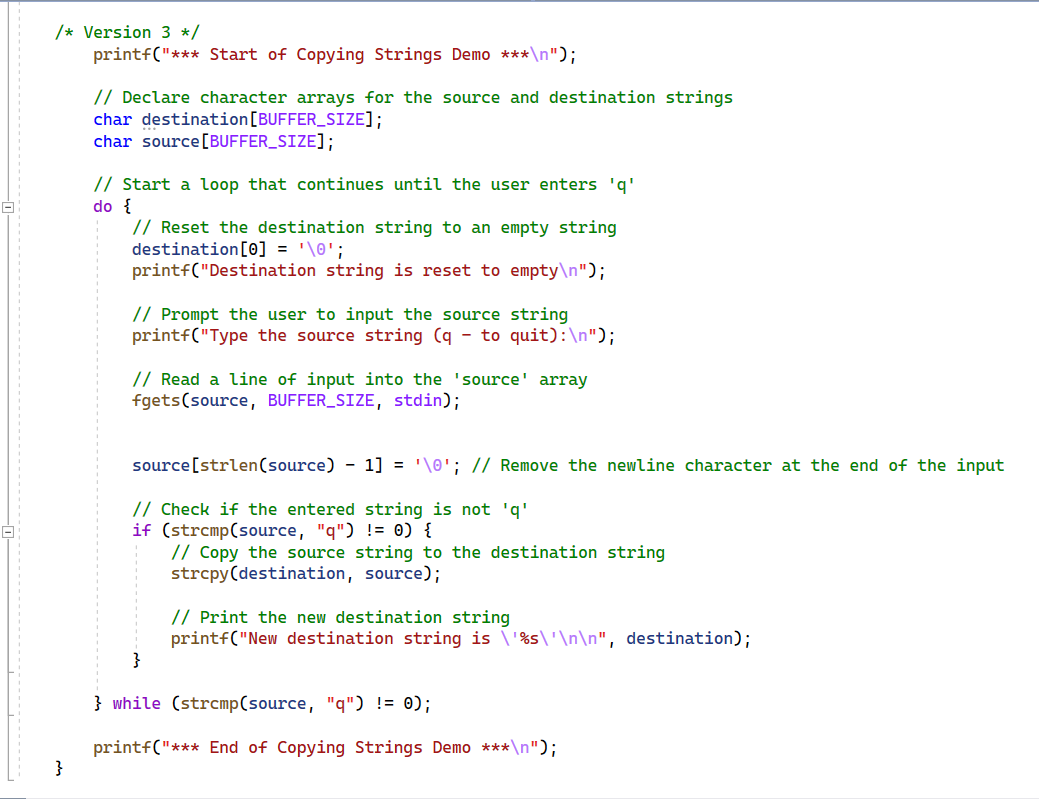 /* Version 3 */
printf("*** Start of Copying Strings Demo ***\n");
// Declare character arrays for the source and destination strings
char destination[BUFFER_SIZE];
char source[BUFFER_SIZE];
// Start a loop that continues until the user enters 'q'
do {
// Reset the destination string to an empty string
destination[0] = '\0';
printf("Destination string is reset to empty\n");
// Prompt the user to input the source string
printf("Type the source string (q - to quit):\n");
// Read a line of input into the 'source' array
fgets(source, BUFFER_SIZE, stdin);
source[strlen(source) - 1] = '\0'; // Remove the newline character at the end of the input
// Check if the entered string is not 'q'
if (strcmp(source, "q") != 0) {
// Copy the source string to the destination string
strcpy(destination, source);
// Print the new destination string
printf("New destination string is \'%s\'\n\n", destination);
}
} while (strcmp(source, "q") != 0);
printf("*** End of Copying Strings Demo ***\n");
}